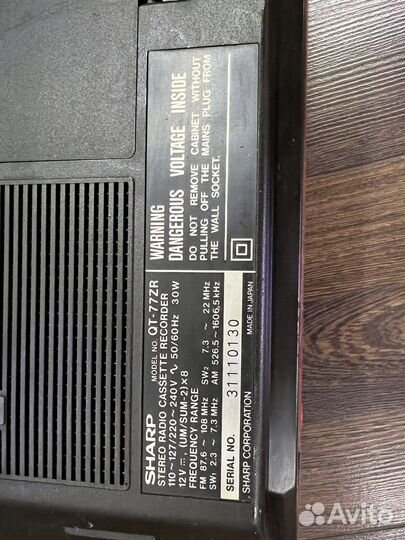 WARNING
DANGEROUS VOLTAGE INSIDE
DO NOT REMOVE CABINET WITHOUT
PULLING OFF THE MAINS PLUG FROM
THE WALL SOCKET.
SHARP MODEL NO. QT-77ZR
STEREO RADIO CASSETTE RECORDER
110~127/220~240V ∿ 50/60Hz 30W
12V ⎓ (UM/SUM-2)×8
FREQUENCY RANGE
FM 87.6 ~ 108 MHz SW2 7.3 ~ 22 MHz
SW1 2.3 ~ 7.3 MHz AM 526.5~1606.5 kHz
SERIAL NO. 31110130
SHARP CORPORATION MADE IN JAPAN
Avito